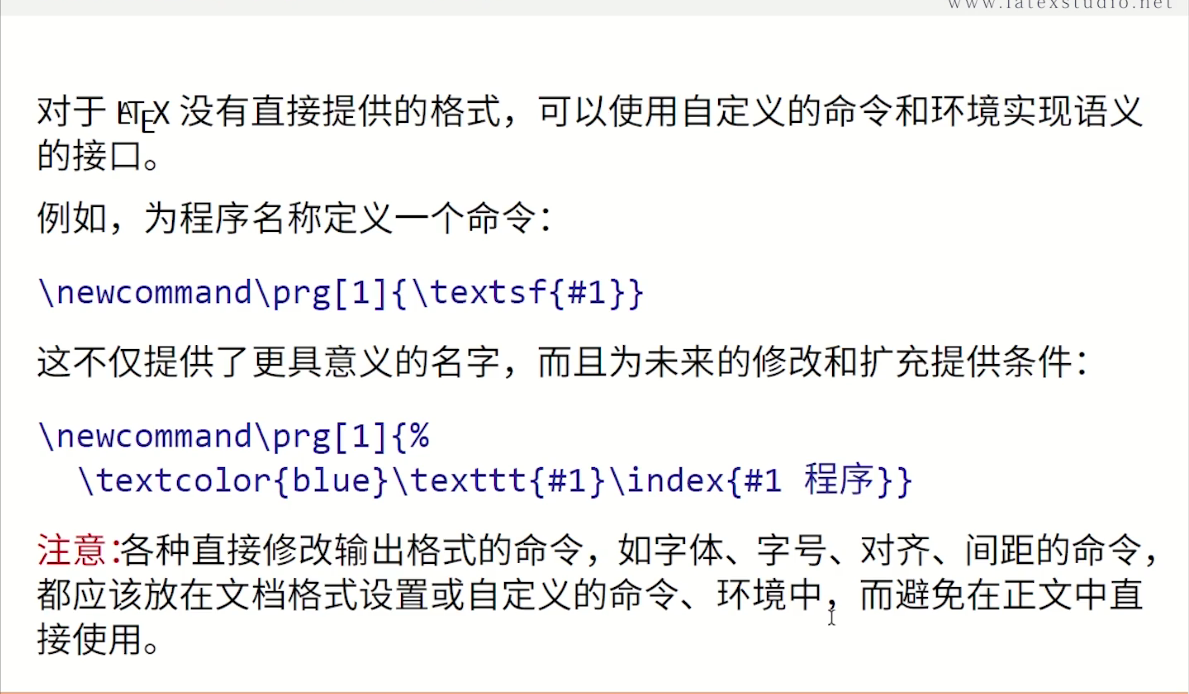 www.latexstudio.net
对于 LATEX 没有直接提供的格式，可以使用自定义的命令和环境实现语义
的接口。
例如，为程序名称定义一个命令：
\newcommand\prg[1]{\textsf{#1}}
这不仅提供了更具意义的名字，而且为未来的修改和扩充提供条件：
\newcommand\prg[1]{%
\textcolor{blue}\texttt{#1}\index{#1 程序}}
注意：各种直接修改输出格式的命令，如字体、字号、对齐、间距的命令，
都应该放在文档格式设置或自定义的命令、环境中，而避免在正文中直
接使用。